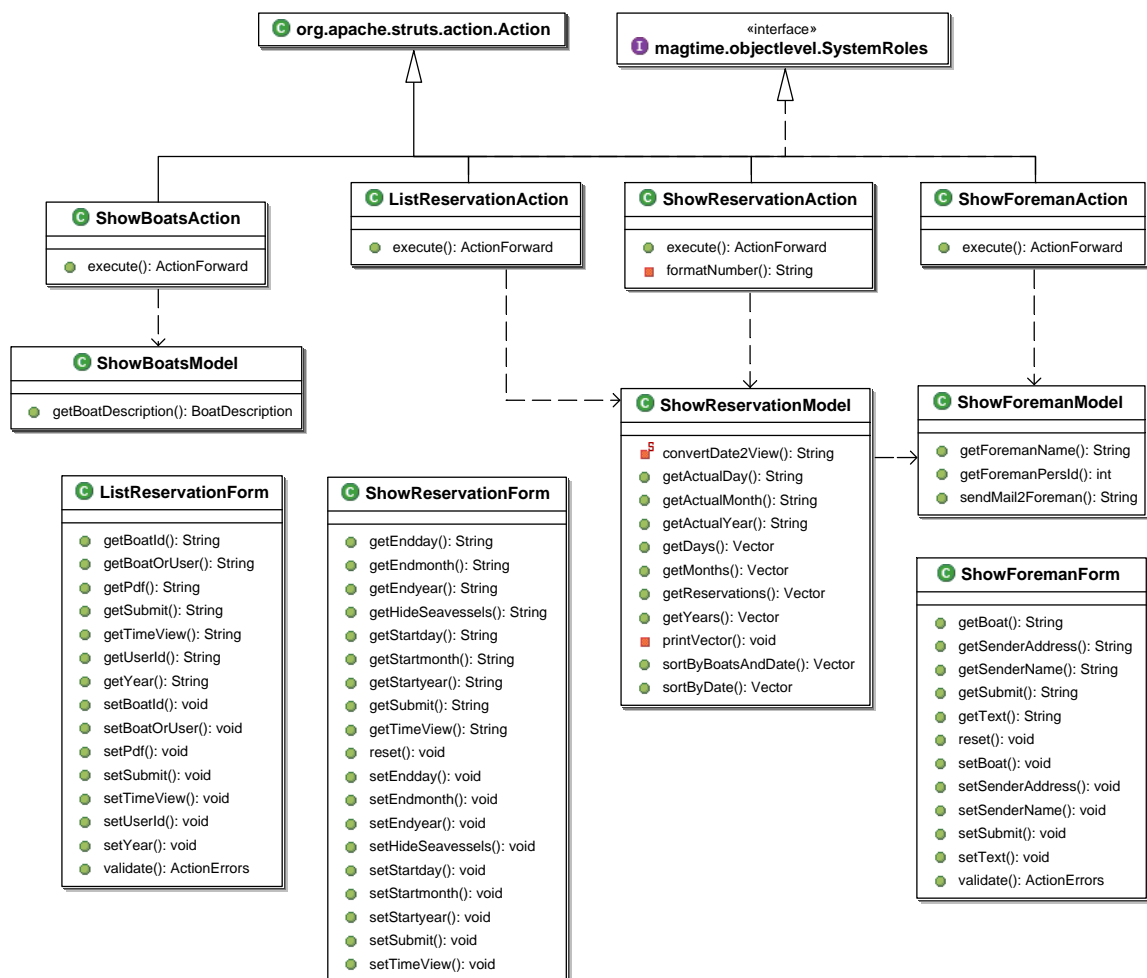 C org.apache.struts.action.Action
«interface»
I magtime.objectlevel.SystemRoles
C ShowBoatsAction
execute(): ActionForward
C ListReservationAction
execute(): ActionForward
C ShowReservationAction
execute(): ActionForward
formatNumber(): String
C ShowForemanAction
execute(): ActionForward
C ShowBoatsModel
getBoatDescription(): BoatDescription
C ShowReservationModel
S convertDate2View(): String
getActualDay(): String
getActualMonth(): String
getActualYear(): String
getDays(): Vector
getMonths(): Vector
getReservations(): Vector
getYears(): Vector
printVector(): void
sortByBoatsAndDate(): Vector
sortByDate(): Vector
C ShowForemanModel
getForemanName(): String
getForemanPersId(): int
sendMail2Foreman(): String
C ListReservationForm
getBoatId(): String
getBoatOrUser(): String
getPdf(): String
getSubmit(): String
getTimeView(): String
getUserId(): String
getYear(): String
setBoatId(): void
setBoatOrUser(): void
setPdf(): void
setSubmit(): void
setTimeView(): void
setUserId(): void
setYear(): void
validate(): ActionErrors
C ShowReservationForm
getEndday(): String
getEndmonth(): String
getEndyear(): String
getHideSeavessels(): String
getStartday(): String
getStartmonth(): String
getStartyear(): String
getSubmit(): String
getTimeView(): String
reset(): void
setEndday(): void
setEndmonth(): void
setEndyear(): void
setHideSeavessels(): void
setStartday(): void
setStartmonth(): void
setStartyear(): void
setSubmit(): void
setTimeView(): void
C ShowForemanForm
getBoat(): String
getSenderAddress(): String
getSenderName(): String
getSubmit(): String
getText(): String
reset(): void
setBoat(): void
setSenderAddress(): void
setSenderName(): void
setSubmit(): void
setText(): void
validate(): ActionErrors